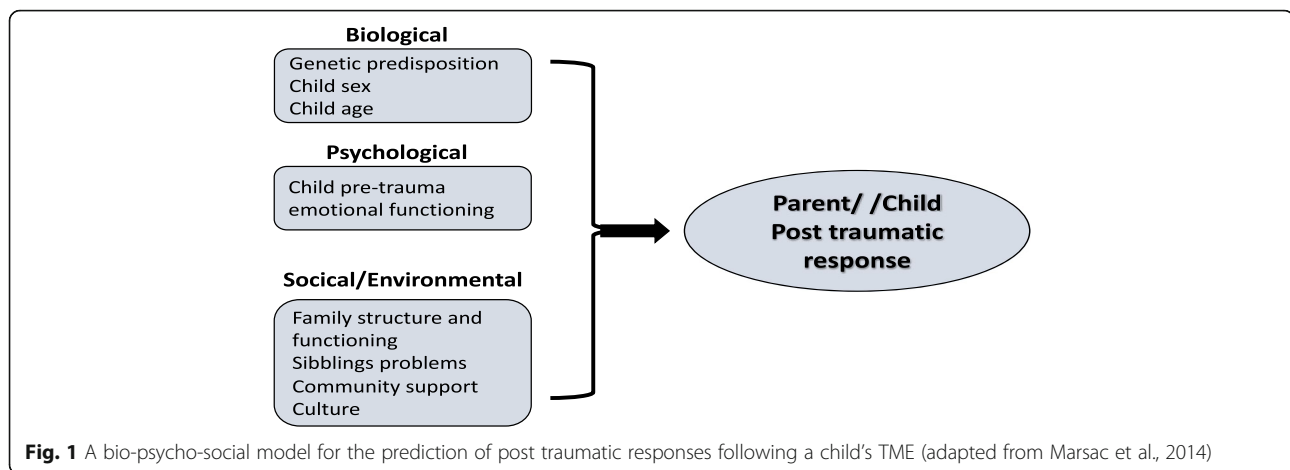 Biological
Genetic predisposition
Child sex
Child age
Psychological
Child pre-trauma
emotional functioning
Socical/Environmental
Family structure and
functioning
Sibblings problems
Community support
Culture
Parent/ /Child
Post traumatic
response
Fig. 1 A bio-psycho-social model for the prediction of post traumatic responses following a child's TME (adapted from Marsac et al., 2014)